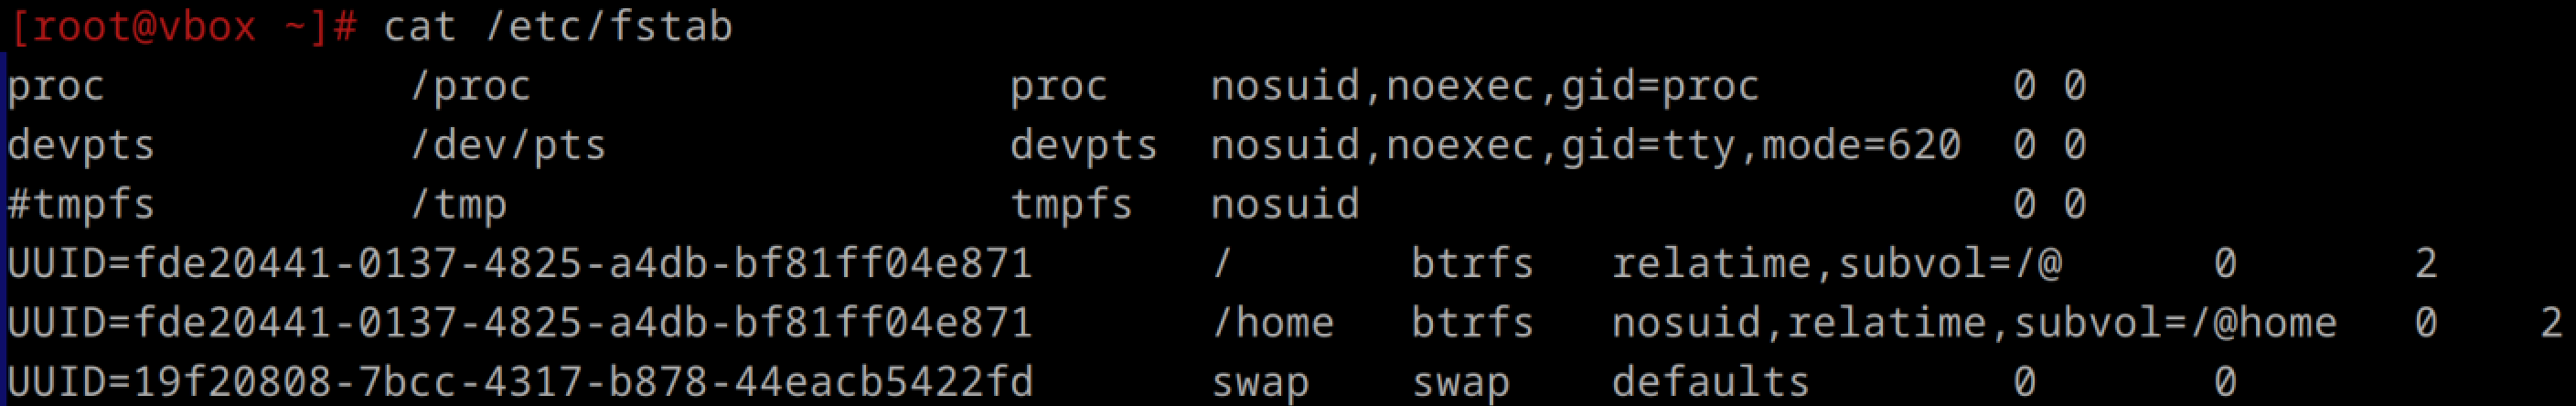 [root@vbox ~]# cat /etc/fstab
proc /proc proc nosuid,noexec,gid=proc 0 0
devpts /dev/pts devpts nosuid,noexec,gid=tty,mode=620 0 0
#tmpfs /tmp tmpfs nosuid 0 0
UUID=fde20441-0137-4825-a4db-bf81ff04e871 / btrfs relatime,subvol=/@ 0 2
UUID=fde20441-0137-4825-a4db-bf81ff04e871 /home btrfs nosuid,relatime,subvol=/@home 0 2
UUID=19f20808-7bcc-4317-b878-44eacb5422fd swap swap defaults 0 0